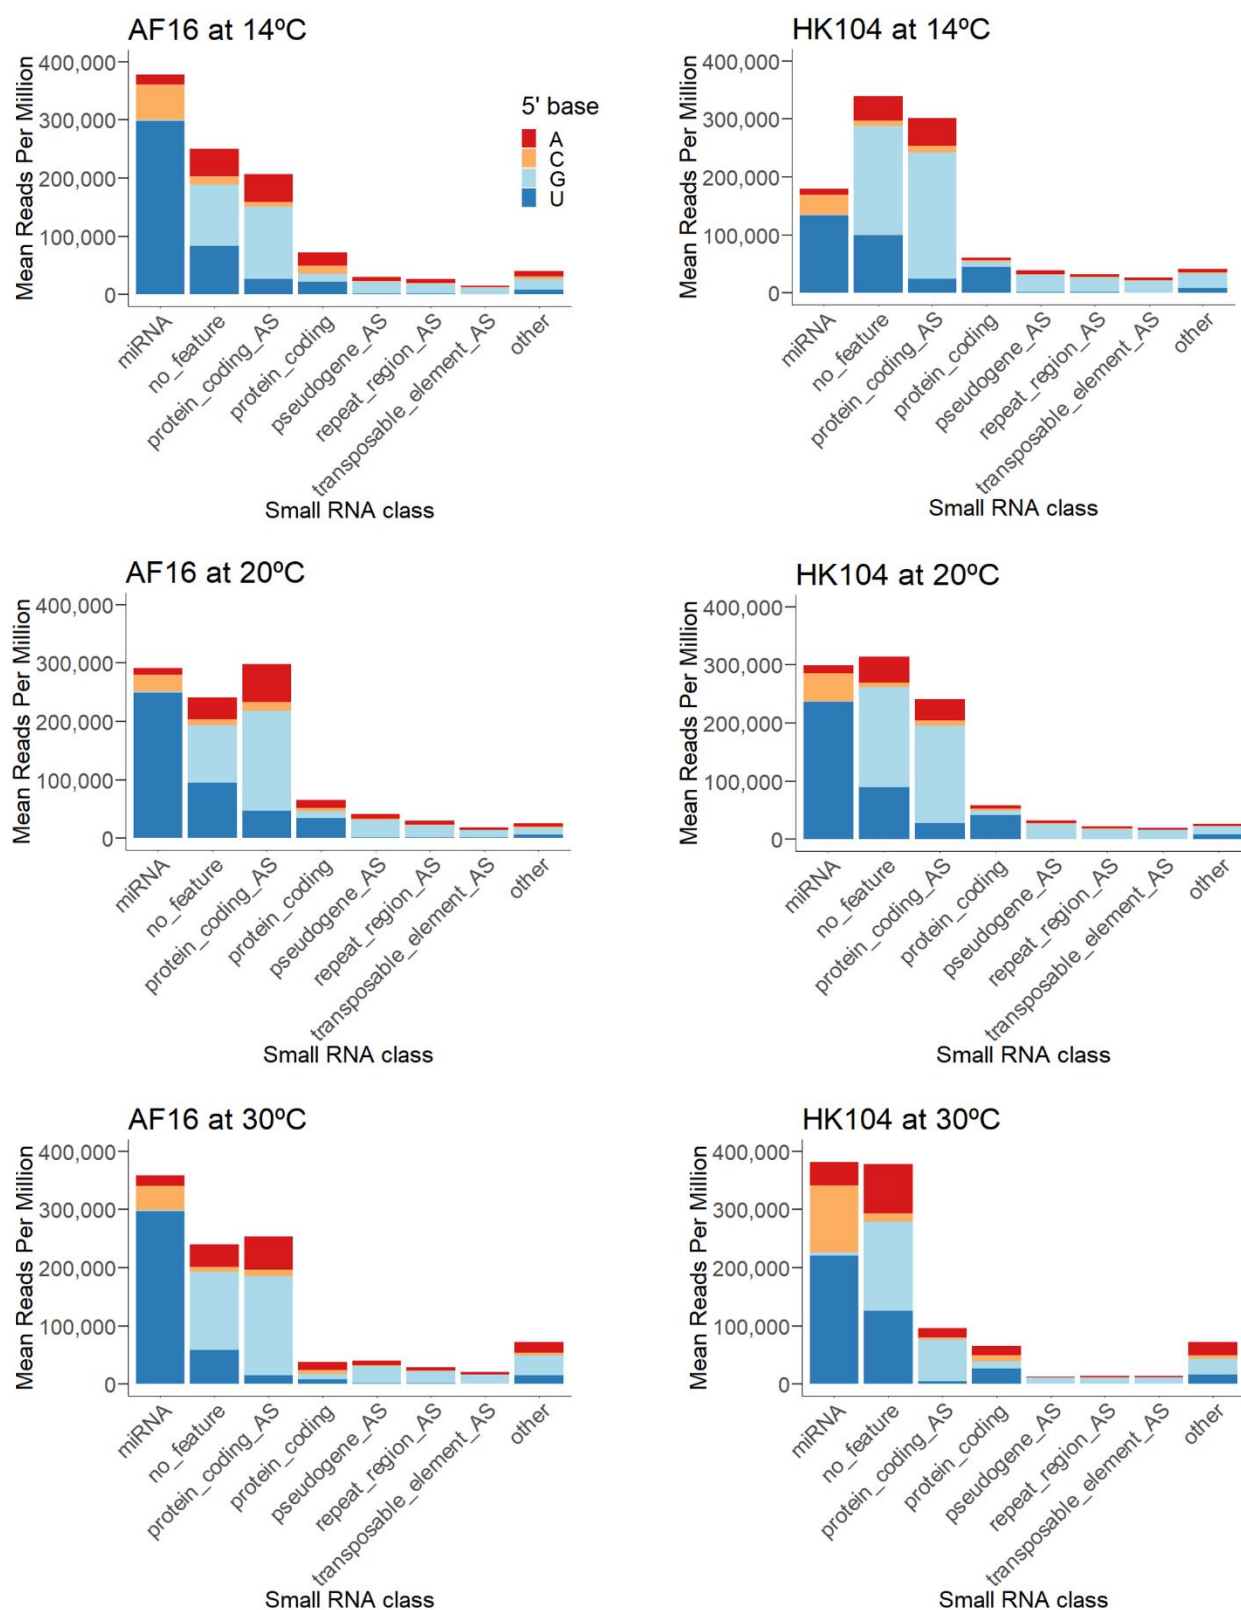 AF16 at 14ºC
Mean Reads Per Million
400,000
300,000
200,000
100,000
0
5' base
A
C
G
U
miRNA
no_feature
protein_coding_AS
protein_coding
pseudogene_AS
repeat_region_AS
transposable_element_AS
other
Small RNA class
HK104 at 14ºC
Mean Reads Per Million
400,000
300,000
200,000
100,000
0
miRNA
no_feature
protein_coding_AS
protein_coding
pseudogene_AS
repeat_region_AS
transposable_element_AS
other
Small RNA class
AF16 at 20ºC
Mean Reads Per Million
400,000
300,000
200,000
100,000
0
miRNA
no_feature
protein_coding_AS
protein_coding
pseudogene_AS
repeat_region_AS
transposable_element_AS
other
Small RNA class
HK104 at 20ºC
Mean Reads Per Million
400,000
300,000
200,000
100,000
0
miRNA
no_feature
protein_coding_AS
protein_coding
pseudogene_AS
repeat_region_AS
transposable_element_AS
other
Small RNA class
AF16 at 30ºC
Mean Reads Per Million
400,000
300,000
200,000
100,000
0
miRNA
no_feature
protein_coding_AS
protein_coding
pseudogene_AS
repeat_region_AS
transposable_element_AS
other
Small RNA class
HK104 at 30ºC
Mean Reads Per Million
400,000
300,000
200,000
100,000
0
miRNA
no_feature
protein_coding_AS
protein_coding
pseudogene_AS
repeat_region_AS
transposable_element_AS
other
Small RNA class